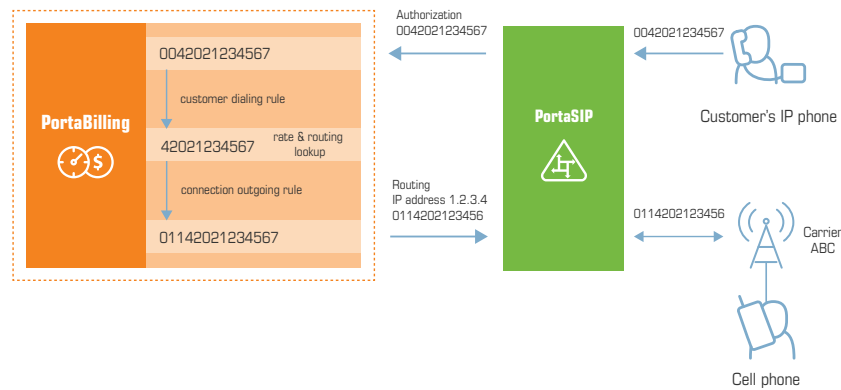 Authorization
0042021234567
0042021234567
0042021234567
customer dialing rule
PortaBilling
PortaSIP
Customer's IP phone
42021234567
rate & routing
lookup
connection outgoing rule
Routing
IP address 1.2.3.4
0114202123456
0114202123456
01142021234567
Carrier
ABC
Cell phone